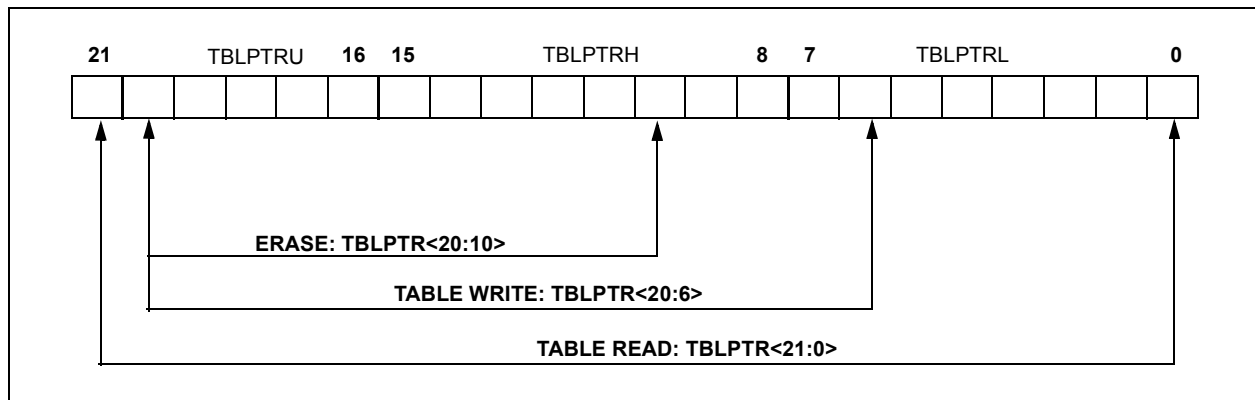 21 TBLPTRU 16 15 TBLPTRH 8 7 TBLPTRL 0
ERASE: TBLPTR<20:10>
TABLE WRITE: TBLPTR<20:6>
TABLE READ: TBLPTR<21:0>